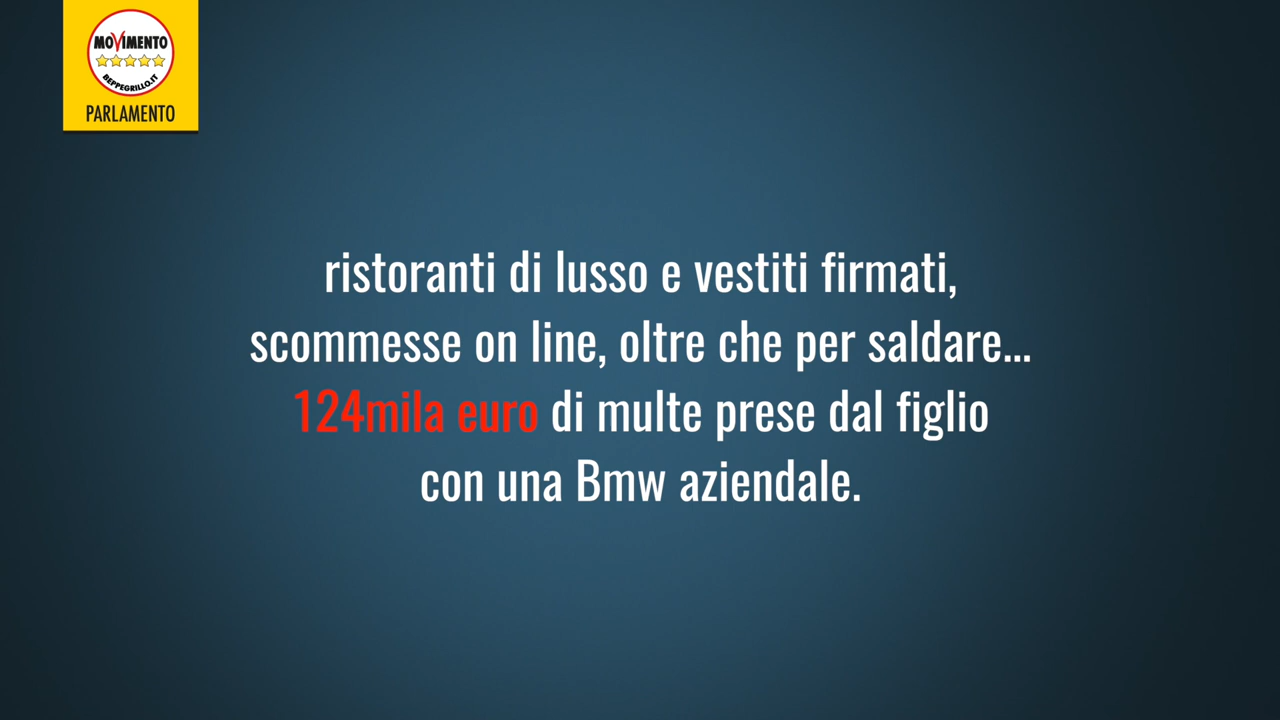 MOVIMENTO
BEPPEGRILLO.IT
PARLAMENTO
ristoranti di lusso e vestiti firmati,
scommesse on line, oltre che per saldare...
124mila euro di multe prese dal figlio
con una Bmw aziendale.